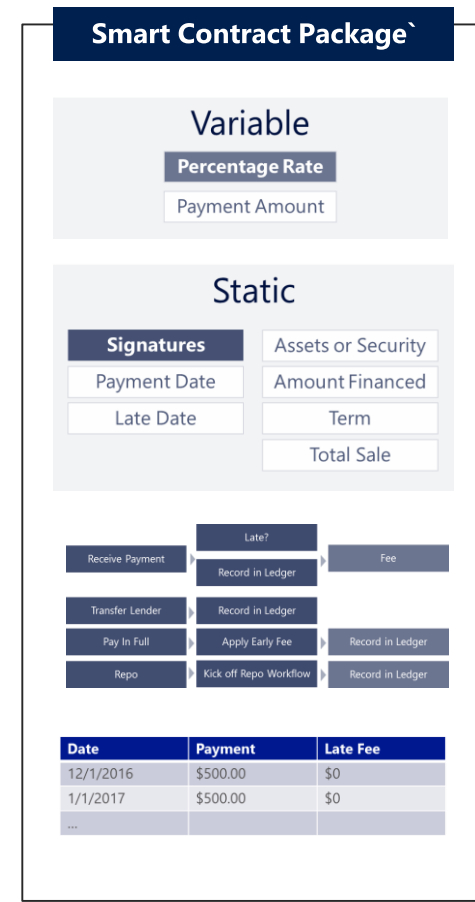 Smart Contract Package`
Variable
Percentage Rate
Payment Amount
Static
Signatures
Assets or Security
Payment Date
Amount Financed
Late Date
Term
Total Sale
Late?
Receive Payment
Fee
Record in Ledger
Transfer Lender Record in Ledger
Pay In Full Apply Early Fee Record in Ledger
Repo Kick off Repo Workflow Record in Ledger
Date Payment Late Fee
12/1/2016 $500.00 $0
1/1/2017 $500.00 $0
...